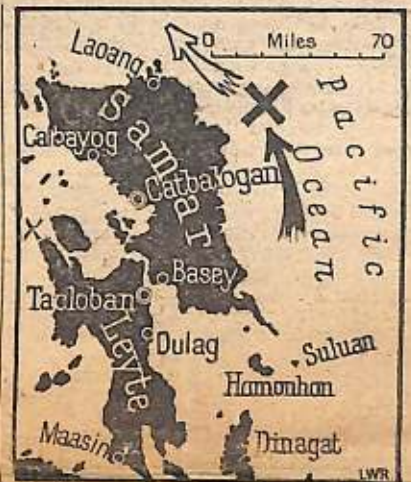 0 Miles 70
Laoang
Samar
Pacific
Ocean
Calbayog
Catbalogan
Basey
Tacloban
Leyte
Dulag
Suluan
Homonhon
Dinagat
Maasin
LWR